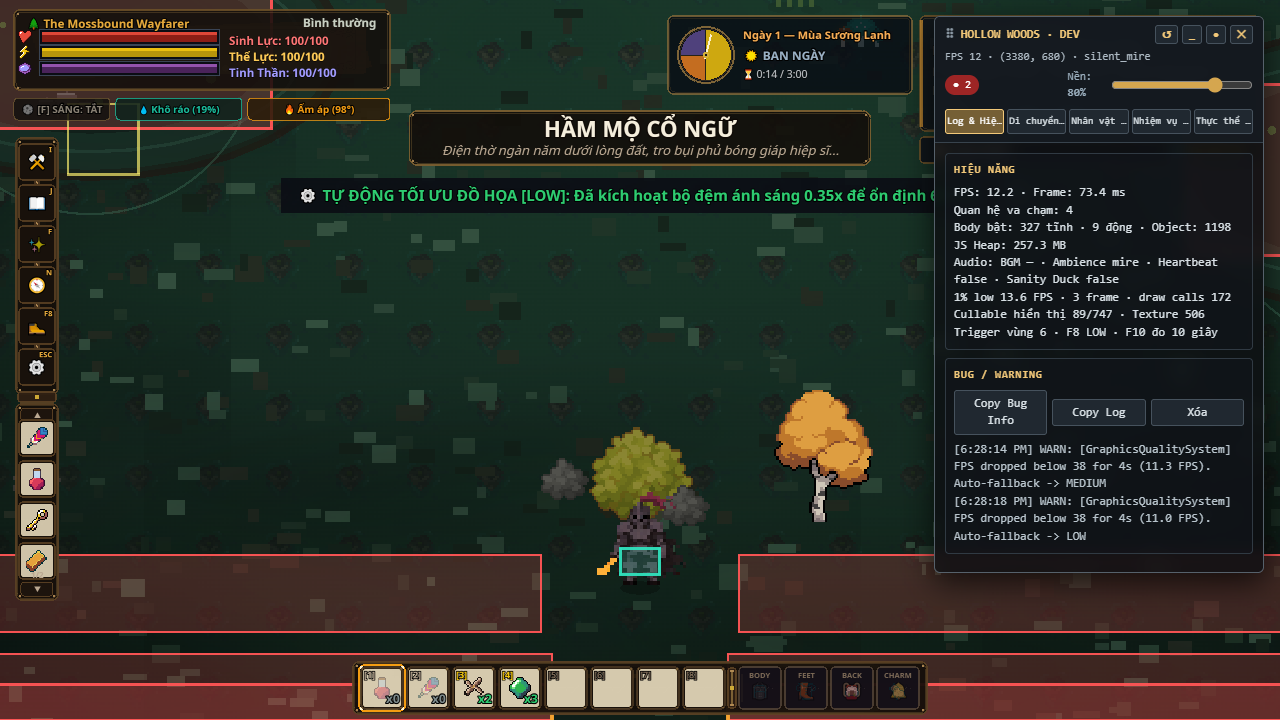 The Mossbound Wayfarer
Bình thường
Sinh Lực: 100/100
Thể Lực: 100/100
Tinh Thần: 100/100
[F] SÁNG: TẮT
Khô ráo (19%)
Ấm áp (98°)
Ngày 1 — Mùa Sương Lạnh
BAN NGÀY
0:14 / 3:00
HẦM MỘ CỔ NGỮ
Điện thờ ngàn năm dưới lòng đất, tro bụi phủ bóng giáp hiệp sĩ...
TỰ ĐỘNG TỐI ƯU ĐỒ HỌA [LOW]: Đã kích hoạt bộ đệm ánh sáng 0.35x để ổn định
I
J
F
N
F8
ESC
HOLLOW WOODS · DEV
FPS 12 · (3380, 680) · silent_mire
2
Nền:
80%
Log & Hiệ…
Di chuyển…
Nhân vật …
Nhiệm vụ …
Thực thể …
HIỆU NĂNG
FPS: 12.2 · Frame: 73.4 ms
Quan hệ va chạm: 4
Body bật: 327 tĩnh · 9 động · Object: 1198
JS Heap: 257.3 MB
Audio: BGM — · Ambience mire · Heartbeat
false · Sanity Duck false
1% low 13.6 FPS · 3 frame · draw calls 172
Cullable hiển thị 89/747 · Texture 506
Trigger vùng 6 · F8 LOW · F10 đo 10 giây
BUG / WARNING
Copy Bug
Info
Copy Log
Xóa
[6:28:14 PM] WARN: [GraphicsQualitySystem]
FPS dropped below 38 for 4s (11.3 FPS).
Auto-fallback -> MEDIUM
[6:28:18 PM] WARN: [GraphicsQualitySystem]
FPS dropped below 38 for 4s (11.0 FPS).
Auto-fallback -> LOW
[1] x0
[2] x0
[3] x2
[4] x3
[5]
[6]
[7]
[8]
BODY
FEET
BACK
CHARM